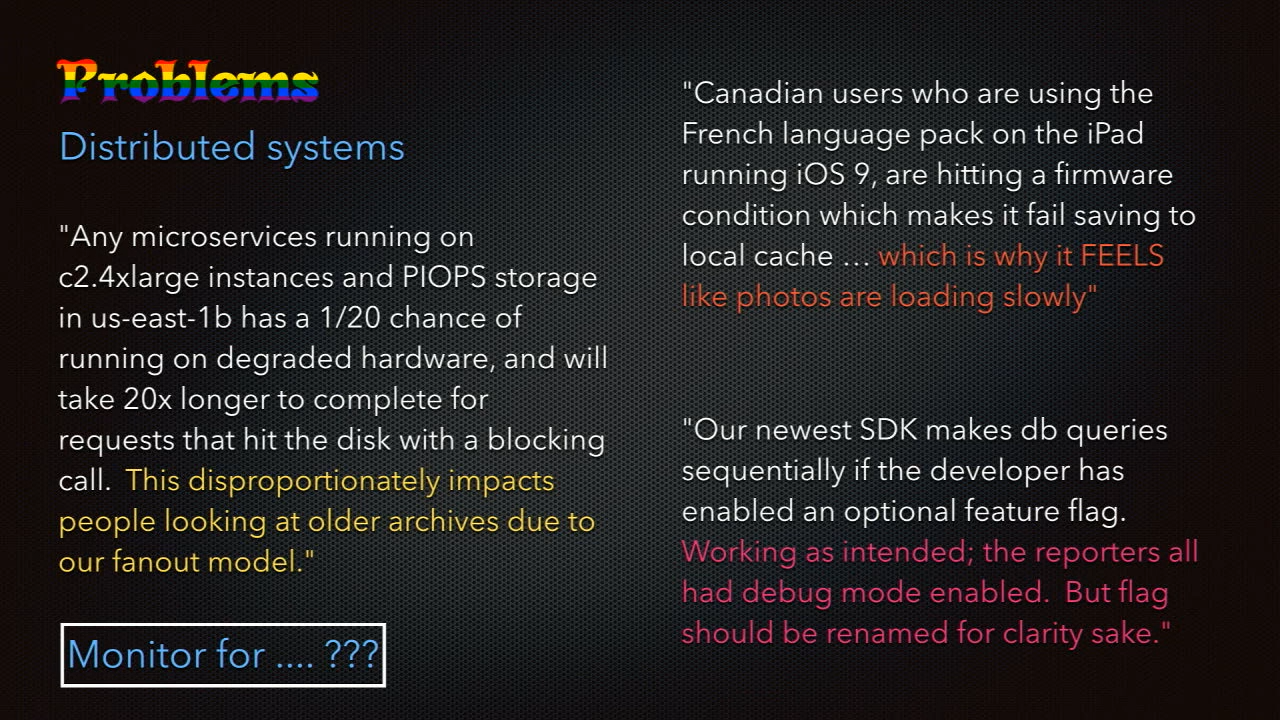 Problems
Distributed systems
"Any microservices running on
c2.4xlarge instances and PIOPS storage
in us-east-1b has a 1/20 chance of
running on degraded hardware, and will
take 20x longer to complete for
requests that hit the disk with a blocking
call.  This disproportionately impacts
people looking at older archives due to
our fanout model."
Monitor for .... ???
"Canadian users who are using the
French language pack on the iPad
running iOS 9, are hitting a firmware
condition which makes it fail saving to
local cache … which is why it FEELS
like photos are loading slowly"
"Our newest SDK makes db queries
sequentially if the developer has
enabled an optional feature flag.
Working as intended; the reporters all
had debug mode enabled.  But flag
should be renamed for clarity sake."